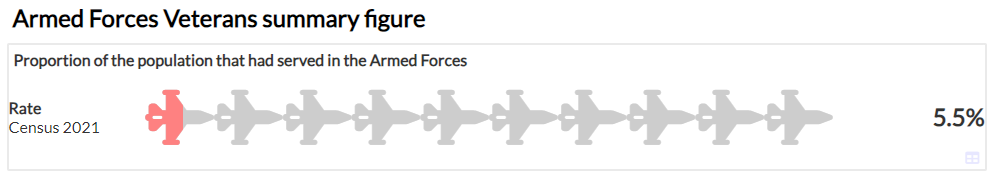 Armed Forces Veterans summary figure
Proportion of the population that had served in the Armed Forces
Rate
Census 2021
5.5%